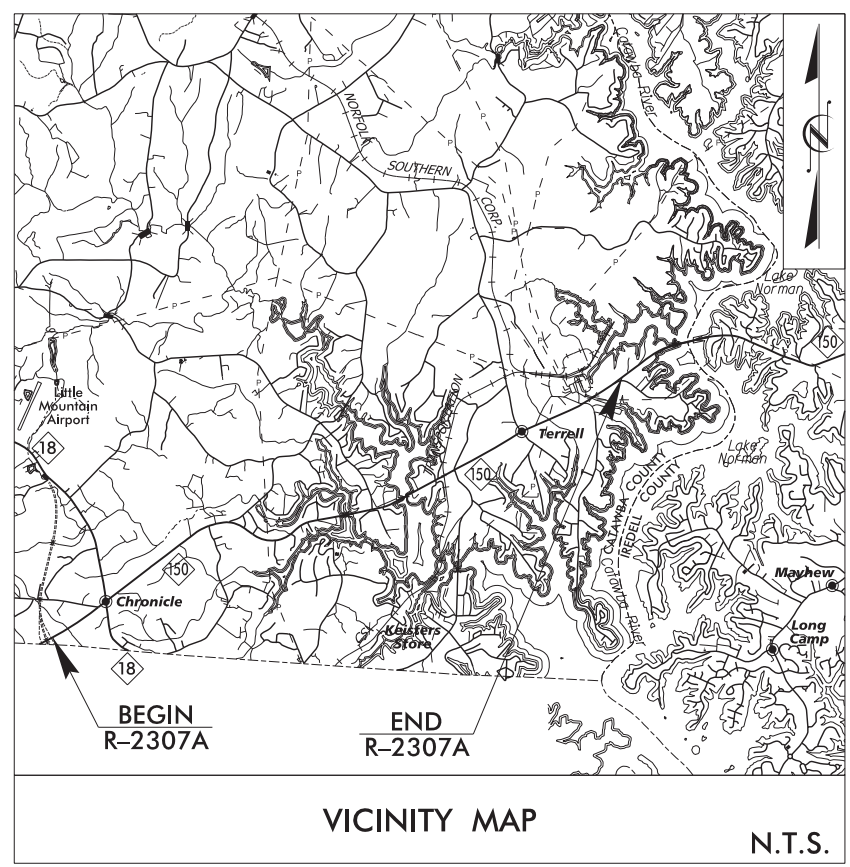 Catawba River
NORFOLK
SOUTHERN
CORP.
P
P
P
P
P
P
P
P
P
P
P
Lake
Norman
150
Little
Mountain
Airport
18
Terrell
150
Lake
Norman
CATAWBA COUNTY
IREDELL COUNTY
Catawba River
150
Chronicle
Mayhew
Keisters
Store
Long
Camp
18
BEGIN
R–2307A
END
R–2307A
VICINITY MAP
N.T.S.